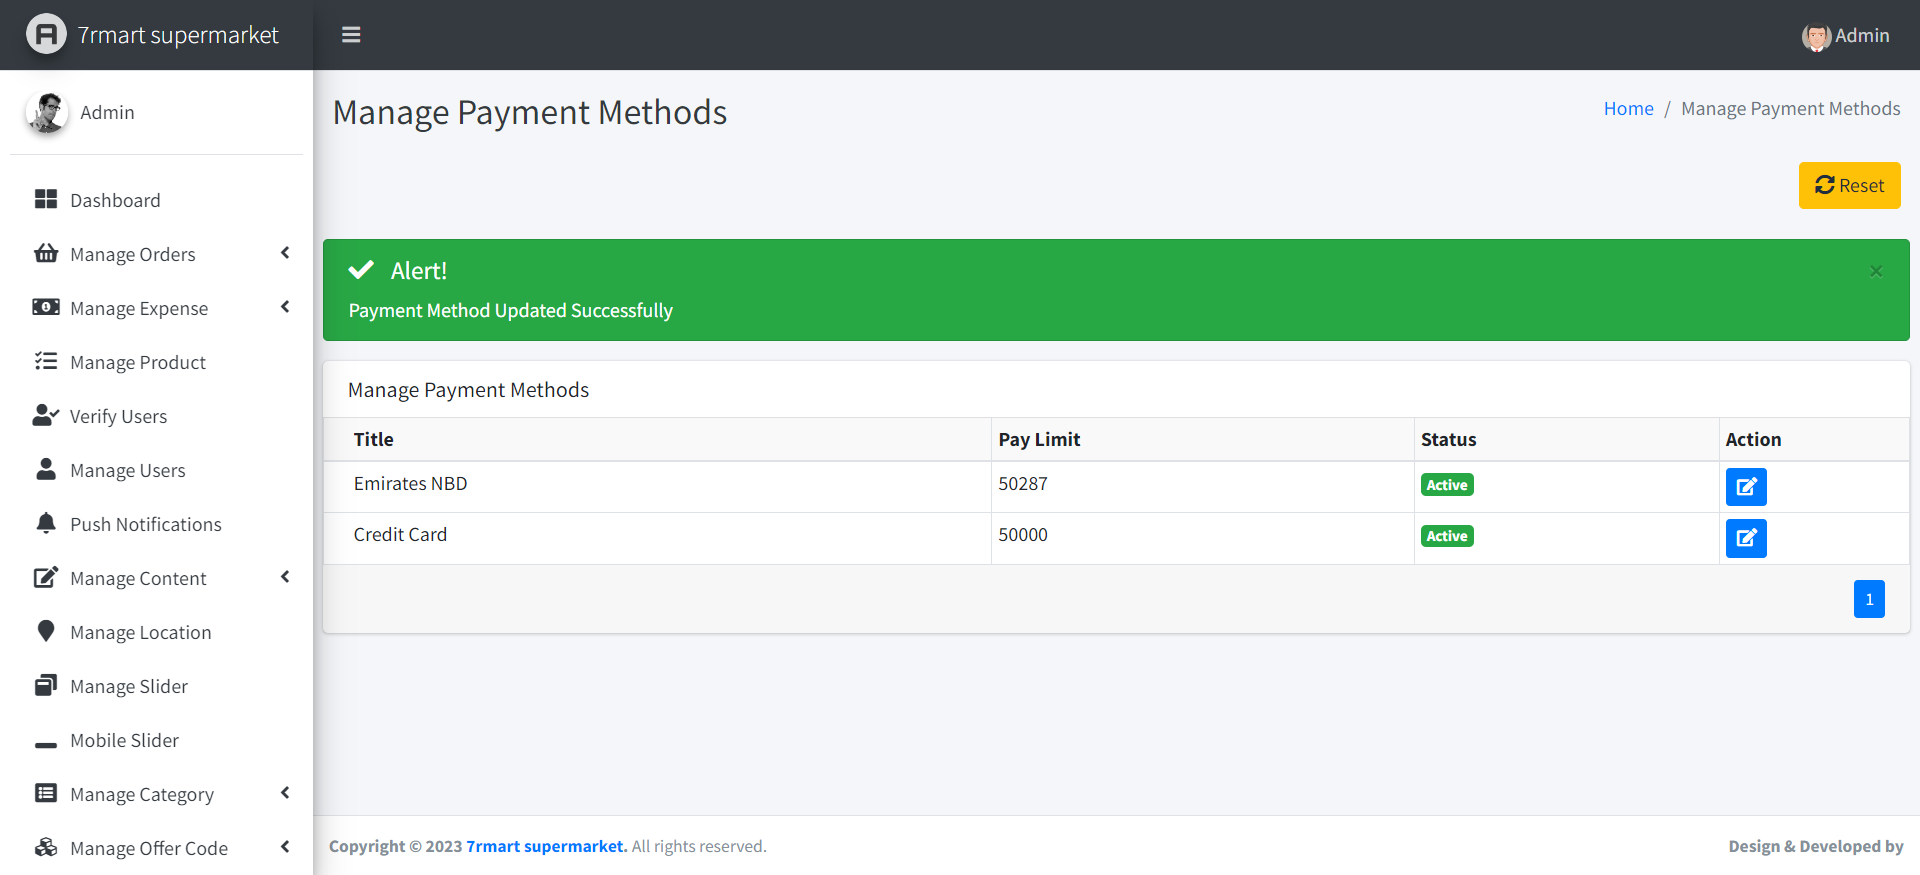 7rmart supermarket
Admin
Admin
Dashboard
Manage Orders
Manage Expense
Manage Product
Verify Users
Manage Users
Push Notifications
Manage Content
Manage Location
Manage Slider
Mobile Slider
Manage Category
Manage Offer Code
Manage Payment Methods
Home / Manage Payment Methods
Reset
Alert!
×
Payment Method Updated Successfully
Manage Payment Methods
Title Pay Limit Status Action
Emirates NBD 50287 Active
Credit Card 50000 Active
1
Copyright © 2023 7rmart supermarket. All rights reserved.
Design & Developed by